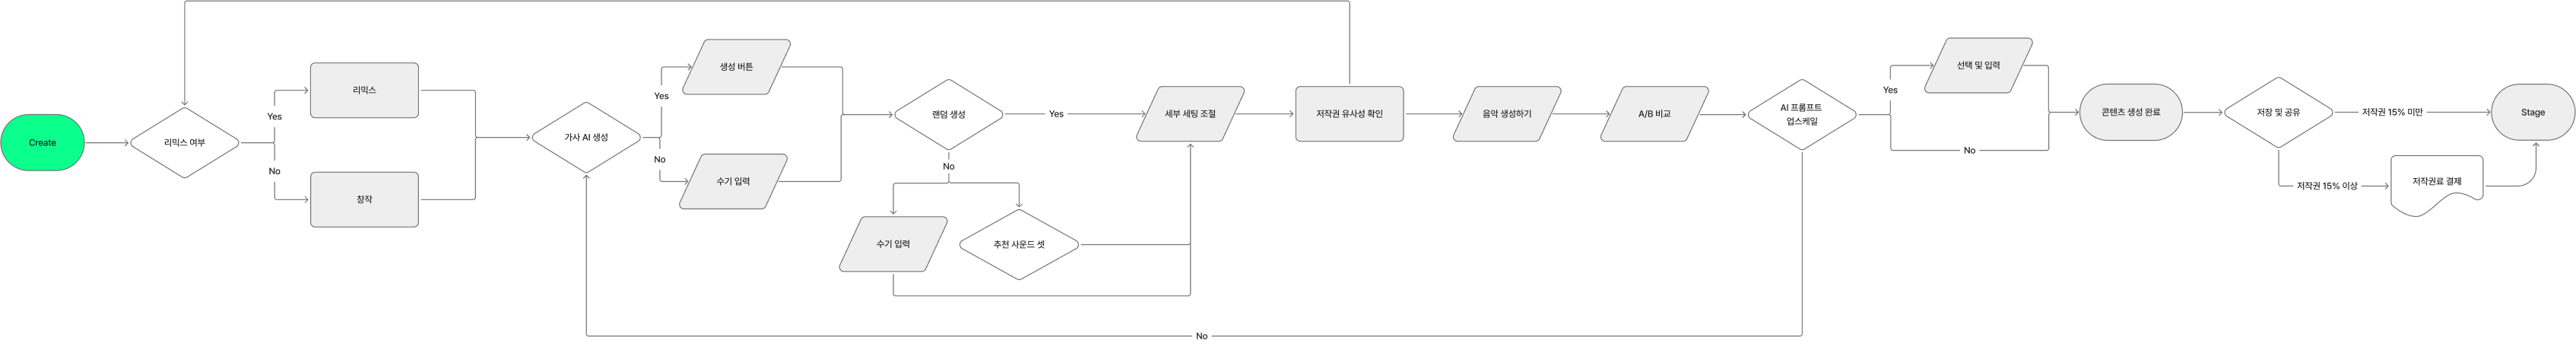 Create
리믹스 여부
Yes
No
리믹스
창작
가사 AI 생성
Yes
No
생성 버튼
수기 입력
랜덤 생성
Yes
No
수기 입력
추천 사운드 셋
세부 세팅 조절
저작권 유사성 확인
음악 생성하기
A/B 비교
AI 프롬프트
업스케일
Yes
No
No
선택 및 입력
콘텐츠 생성 완료
저장 및 공유
저작권 15% 미만
저작권 15% 이상
저작권료 결제
Stage